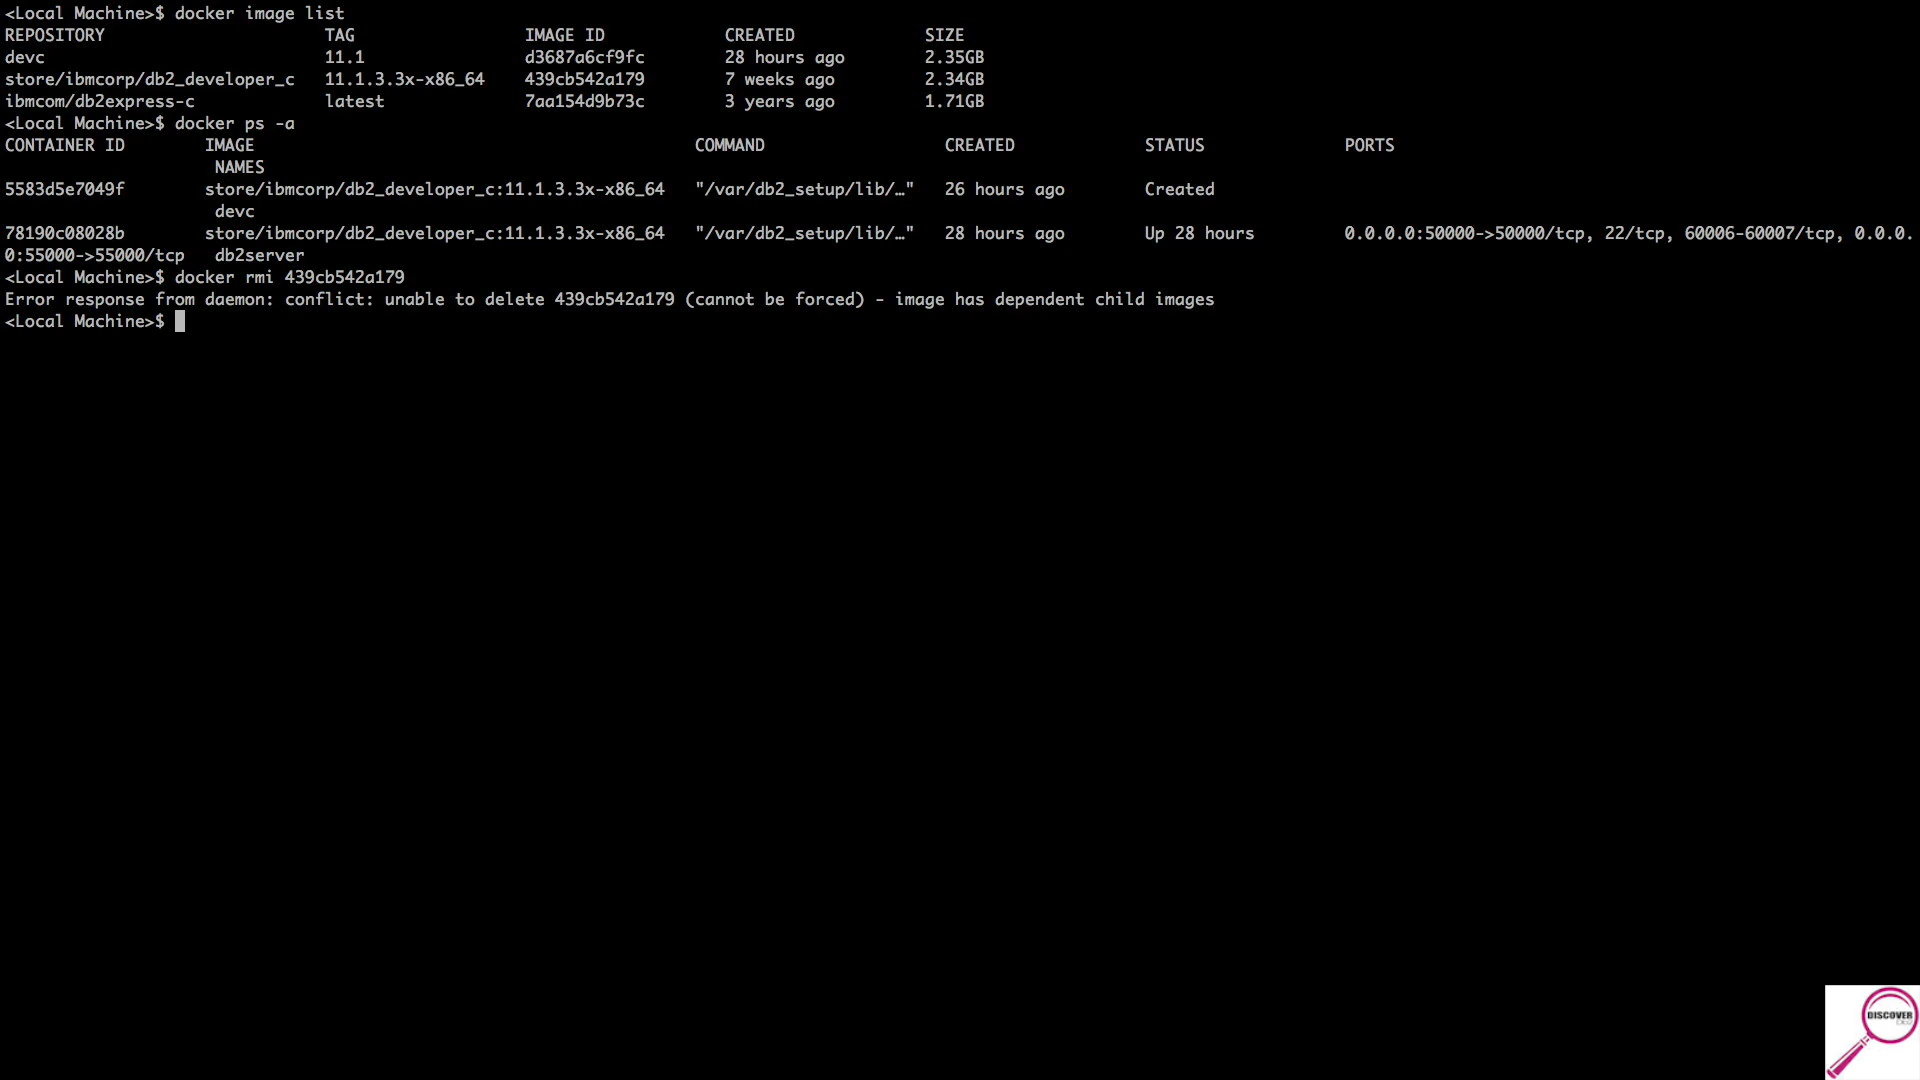 <Local Machine>$ docker image list
REPOSITORY TAG IMAGE ID CREATED SIZE
devc 11.1 d3687a6cf9fc 28 hours ago 2.35GB
store/ibmcorp/db2_developer_c 11.1.3.3x-x86_64 439cb542a179 7 weeks ago 2.34GB
ibmcom/db2express-c latest 7aa154d9b73c 3 years ago 1.71GB
<Local Machine>$ docker ps -a
CONTAINER ID IMAGE COMMAND CREATED STATUS PORTS
NAMES
5583d5e7049f store/ibmcorp/db2_developer_c:11.1.3.3x-x86_64 "/var/db2_setup/lib/…" 26 hours ago Created
devc
78190c08028b store/ibmcorp/db2_developer_c:11.1.3.3x-x86_64 "/var/db2_setup/lib/…" 28 hours ago Up 28 hours 0.0.0.0:50000->50000/tcp, 22/tcp, 60006-60007/tcp, 0.0.0.
0:55000->55000/tcp db2server
<Local Machine>$ docker rmi 439cb542a179
Error response from daemon: conflict: unable to delete 439cb542a179 (cannot be forced) - image has dependent child images
<Local Machine>$
DISCOVER